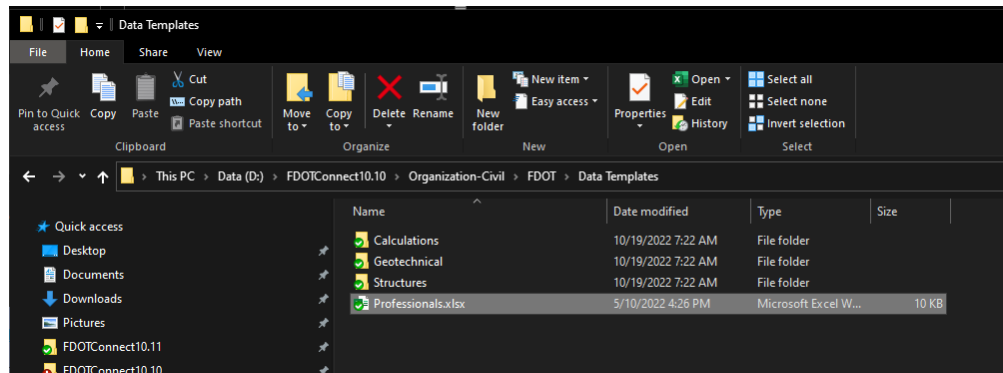 Data Templates
File Home Share View
Pin to Quick access
Copy
Paste
Cut
Copy path
Paste shortcut
Move to
Copy to
Delete
Rename
New folder
New item
Easy access
Properties
Open
Edit
History
Select all
Select none
Invert selection
Clipboard Organize New Open Select
This PC > Data (D:) > FDOTConnect10.10 > Organization-Civil > FDOT > Data Templates
Name Date modified Type Size
Quick access
Desktop
Documents
Downloads
Pictures
FDOTConnect10.11
FDOTConnect10.10
Calculations 10/19/2022 7:22 AM File folder
Geotechnical 10/19/2022 7:22 AM File folder
Structures 10/19/2022 7:22 AM File folder
Professionals.xlsx 5/10/2022 4:26 PM Microsoft Excel W... 10 KB